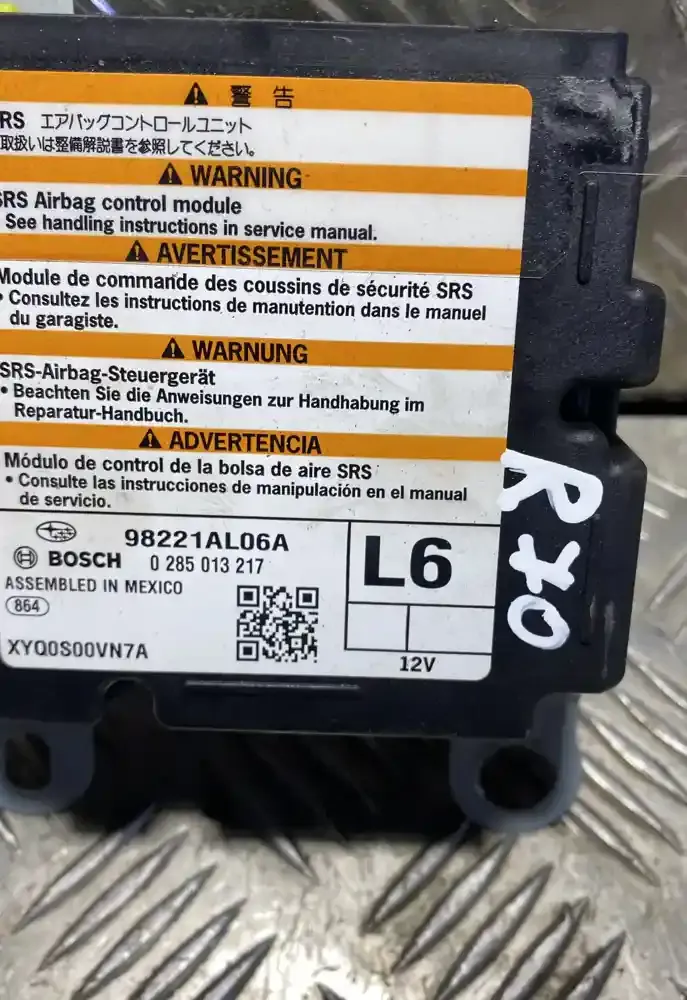 警告
RS エアバッグコントロールユニット
取扱いは整備解説書を参照してください。
WARNING
SRS Airbag control module
See handling instructions in service manual.
AVERTISSEMENT
Module de commande des coussins de sécurité SRS
• Consultez les instructions de manutention dans le manuel
du garagiste.
WARNUNG
SRS-Airbag-Steuergerät
• Beachten Sie die Anweisungen zur Handhabung im
Reparatur-Handbuch.
ADVERTENCIA
Módulo de control de la bolsa de aire SRS
• Consulte las instrucciones de manipulación en el manual
de servicio.
98221AL06A
BOSCH 0 285 013 217
ASSEMBLED IN MEXICO
864
XYQ0S00VN7A
L6
12V
R70